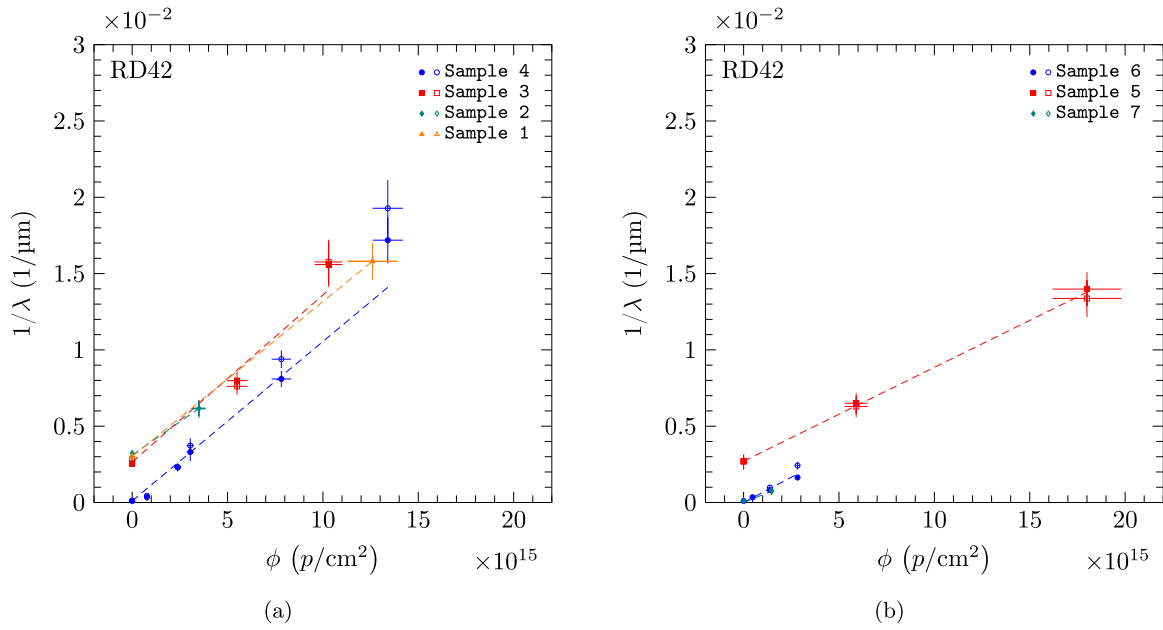 ×10⁻²
3
2.5
2
1.5
1
0.5
0
1/λ (1/µm)
RD42
Sample 4
Sample 3
Sample 2
Sample 1
0 5 10 15 20
ϕ (p/cm²)
×10¹⁵
(a)
×10⁻²
3
2.5
2
1.5
1
0.5
0
1/λ (1/µm)
RD42
Sample 6
Sample 5
Sample 7
0 5 10 15 20
ϕ (p/cm²)
×10¹⁵
(b)